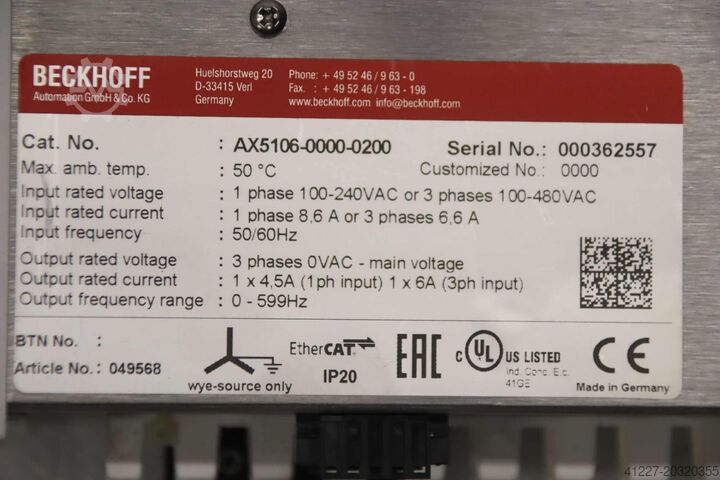 BECKHOFF
Automation GmbH & Co. KG
Huelshorstweg 20
D-33415 Verl
Germany
Phone: + 49 52 46 / 9 63 - 0
Fax.   : + 49 52 46 / 9 63 - 198
www.beckhoff.com info@beckhoff.com
Cat. No. : AX5106-0000-0200 Serial No.: 000362557
Max. amb. temp. : 50 °C Customized No.: 0000
Input rated voltage : 1 phase 100-240VAC or 3 phases 100-480VAC
Input rated current : 1 phase 8,6 A or 3 phases 6,6 A
Input frequency : 50/60Hz
Output rated voltage : 3 phases 0VAC - main voltage
Output rated current : 1 x 4,5A (1ph input) 1 x 6A (3ph input)
Output frequency range : 0 - 599Hz
BTN No. :
Article No.: 049568
wye-source only
EtherCAT
IP20
EAC
c UL US LISTED
Ind. Cont. E.c.
41GE
CE
Made in Germany
41227-20320355